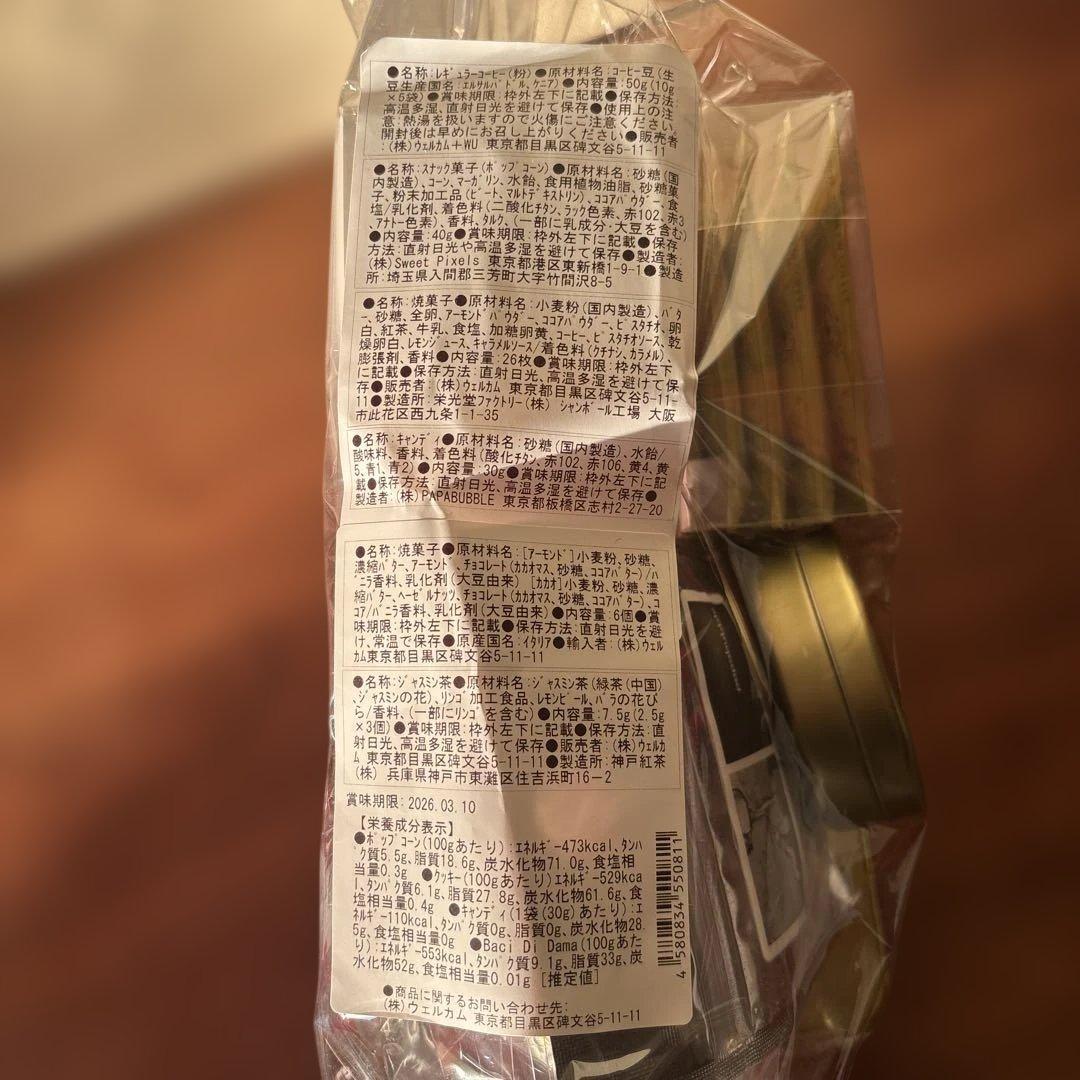 ●名称:ﾚｷﾞｭﾗｰｺｰﾋｰ(粉)●原材料名:ｺｰﾋｰ豆(生
豆生産国名:ｴﾙｻﾙﾊﾞﾄﾞﾙ､ｹﾆｱ)●内容量:50g(10g
×5袋)●賞味期限:枠外左下に記載●保存方法:
高温多湿､直射日光を避けて保存●使用上の注
意:熱湯を扱いますので火傷にご注意ください。
開封後は早めにお召し上がりください●販売者
:(株)ｳｪﾙｶﾑ+WU 東京都目黒区碑文谷5-11-11
●名称:ｽﾅｯｸ菓子(ﾎﾟｯﾌﾟｺｰﾝ)●原材料名:砂糖(国
内製造)､ｺｰﾝ､ﾏｰｶﾞﾘﾝ､水飴､食用植物油脂､砂糖菓
子､粉末加工品(ﾋﾞｰﾄ､ﾏﾙﾄﾃﾞｷｽﾄﾘﾝ)､ｺｺｱﾊﾟｳﾀﾞｰ､食
塩/乳化剤､着色料(二酸化ﾁﾀﾝ､ﾗｯｸ色素､赤102､赤3
､ｱﾅﾄｰ色素)､香料､ﾀﾙｸ､(一部に乳成分･大豆を含む)
●内容量:40g●賞味期限:枠外左下に記載●保存
方法:直射日光や高温多湿を避けて保存●製造者:
(株)Sweet Pixels 東京都港区東新橋1-9-1●製造
所:埼玉県入間郡三芳町大字竹間沢8-5
●名称:焼菓子●原材料名:小麦粉(国内製造)､ﾊﾞﾀ
ｰ､砂糖､全卵､ｱｰﾓﾝﾄﾞﾊﾟｳﾀﾞｰ､ｺｺｱﾊﾟｳﾀﾞｰ､ﾋﾟｽﾀﾁｵ､卵
白､紅茶､牛乳､食塩､加糖卵黄､ｺｰﾋｰ､ﾋﾟｽﾀﾁｵｿｰｽ､乾
燥卵白､ﾚﾓﾝｼﾞｭｰｽ､ｷｬﾗﾒﾙｿｰｽ/着色料(ｸﾁﾅｼ､ｶﾗﾒﾙ)､
膨張剤､香料●内容量:26枚●賞味期限:枠外左下
に記載●保存方法:直射日光､高温多湿を避けて保
存●販売者:(株)ｳｪﾙｶﾑ 東京都目黒区碑文谷5-11-
11●製造所:栄光堂ﾌｧｸﾄﾘｰ(株) ｼｬﾝﾎﾞｰﾙ工場 大阪
市此花区西九条1-1-35
●名称:ｷｬﾝﾃﾞｨ●原材料名:砂糖(国内製造)､水飴/
酸味料､香料､着色料(酸化ﾁﾀﾝ､赤102､赤106､黄4､黄
5､青1､青2)●内容量:30g●賞味期限:枠外左下に記
載●保存方法:直射日光､高温多湿を避けて保存●
製造者:(株)PAPABUBBLE 東京都板橋区志村2-27-20
●名称:焼菓子●原材料名:[ｱｰﾓﾝﾄﾞ]小麦粉､砂糖､
濃縮ﾊﾞﾀｰ､ｱｰﾓﾝﾄﾞ､ﾁｮｺﾚｰﾄ(ｶｶｵﾏｽ､砂糖､ｺｺｱﾊﾞﾀｰ)/ﾊﾞ
ﾆﾗ香料､乳化剤(大豆由来) [ｶｶｵ]小麦粉､砂糖､濃
縮ﾊﾞﾀｰ､ﾍｰｾﾞﾙﾅｯﾂ､ﾁｮｺﾚｰﾄ(ｶｶｵﾏｽ､砂糖､ｺｺｱﾊﾞﾀｰ)､ｺ
ｺｱ/ﾊﾞﾆﾗ香料､乳化剤(大豆由来)●内容量:6個●賞
味期限:枠外左下に記載●保存方法:直射日光を避
け､常温で保存●原産国名:ｲﾀﾘｱ●輸入者:(株)ｳｪﾙ
ｶﾑ東京都目黒区碑文谷5-11-11
●名称:ｼﾞｬｽﾐﾝ茶●原材料名:ｼﾞｬｽﾐﾝ茶(緑茶(中国)
､ｼﾞｬｽﾐﾝの花)､ﾘﾝｺﾞ加工食品､ﾚﾓﾝﾋﾟｰﾙ､ﾊﾞﾗの花び
ら/香料､(一部にﾘﾝｺﾞを含む)●内容量:7.5g(2.5g
×3個)●賞味期限:枠外左下に記載●保存方法:直
射日光､高温多湿を避けて保存●販売者:(株)ｳｪﾙｶ
ﾑ 東京都目黒区碑文谷5-11-11●製造所:神戸紅茶
(株) 兵庫県神戸市東灘区住吉浜町16-2
賞味期限:2026.03.10
【栄養成分表示】
●ﾎﾟｯﾌﾟｺｰﾝ(100gあたり):ｴﾈﾙｷﾞｰ473kcal､ﾀﾝﾊﾟ
ｸ質5.5g､脂質18.6g､炭水化物71.0g､食塩相
当量0.3g ●ｸｯｷｰ(100gあたり)ｴﾈﾙｷﾞｰ529kca
l､ﾀﾝﾊﾟｸ質6.1g､脂質27.8g､炭水化物61.6g､食
塩相当量0.4g ●ｷｬﾝﾃﾞｨ(1袋(30g)あたり):ｴ
ﾈﾙｷﾞｰ110kcal､ﾀﾝﾊﾟｸ質0g､脂質0g､炭水化物28.
5g､食塩相当量0g ●Baci Di Dama(100gあた
り):ｴﾈﾙｷﾞｰ553kcal､ﾀﾝﾊﾟｸ質9.1g､脂質33g､炭
水化物52g､食塩相当量0.01g [推定値]
●商品に関するお問い合わせ先:
(株)ｳｪﾙｶﾑ 東京都目黒区碑文谷5-11-11
4580834550811